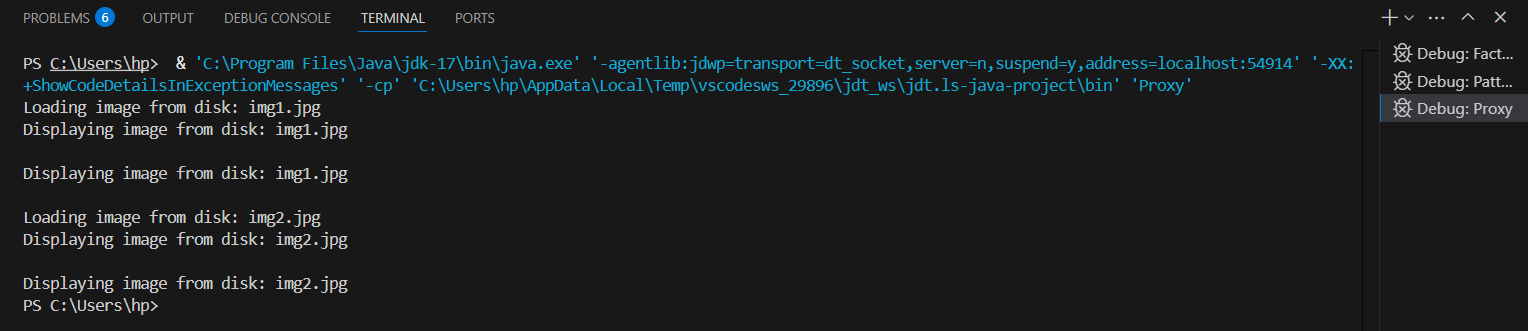 PROBLEMS 6 OUTPUT DEBUG CONSOLE TERMINAL PORTS
PS C:\Users\hp>  & 'C:\Program Files\Java\jdk-17\bin\java.exe' '-agentlib:jdwp=transport=dt_socket,server=n,suspend=y,address=localhost:54914' '-XX:
+ShowCodeDetailsInExceptionMessages' '-cp' 'C:\Users\hp\AppData\Local\Temp\vscodesws_29896\jdt_ws\jdt.ls-java-project\bin' 'Proxy'
Loading image from disk: img1.jpg
Displaying image from disk: img1.jpg
Displaying image from disk: img1.jpg
Loading image from disk: img2.jpg
Displaying image from disk: img2.jpg
Displaying image from disk: img2.jpg
PS C:\Users\hp>
Debug: Fact...
Debug: Patt...
Debug: Proxy